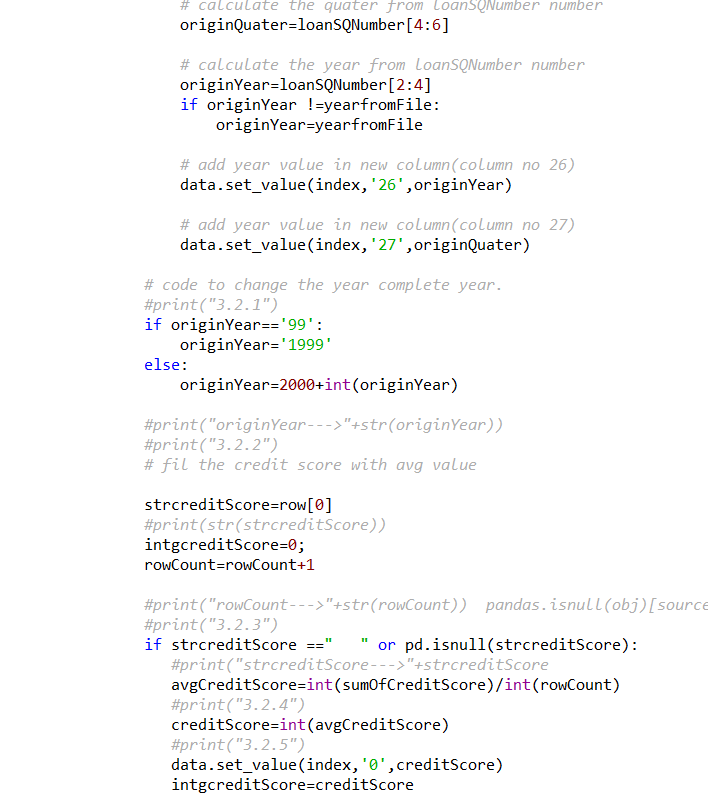 # calculate the quater from loanSQNumber number
originQuater=loanSQNumber[4:6]
# calculate the year from loanSQNumber number
originYear=loanSQNumber[2:4]
if originYear !=yearfromFile:
originYear=yearfromFile
# add year value in new column(column no 26)
data.set_value(index,'26',originYear)
# add year value in new column(column no 27)
data.set_value(index,'27',originQuater)
# code to change the year complete year.
#print("3.2.1")
if originYear=='99':
originYear='1999'
else:
originYear=2000+int(originYear)
#print("originYear--->"+str(originYear))
#print("3.2.2")
# fil the credit score with avg value
strcreditScore=row[0]
#print(str(strcreditScore))
intgcreditScore=0;
rowCount=rowCount+1
#print("rowCount--->"+str(rowCount))  pandas.isnull(obj)[source
#print("3.2.3")
if strcreditScore =="   " or pd.isnull(strcreditScore):
#print("strcreditScore--->"+strcreditScore
avgCreditScore=int(sumOfCreditScore)/int(rowCount)
#print("3.2.4")
creditScore=int(avgCreditScore)
#print("3.2.5")
data.set_value(index,'0',creditScore)
intgcreditScore=creditScore